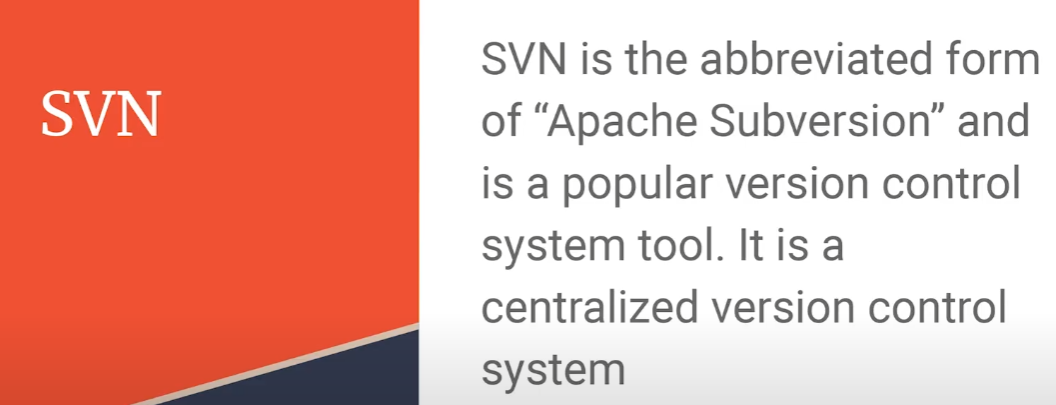 SVN
SVN is the abbreviated form
of “Apache Subversion” and
is a popular version control
system tool. It is a
centralized version control
system